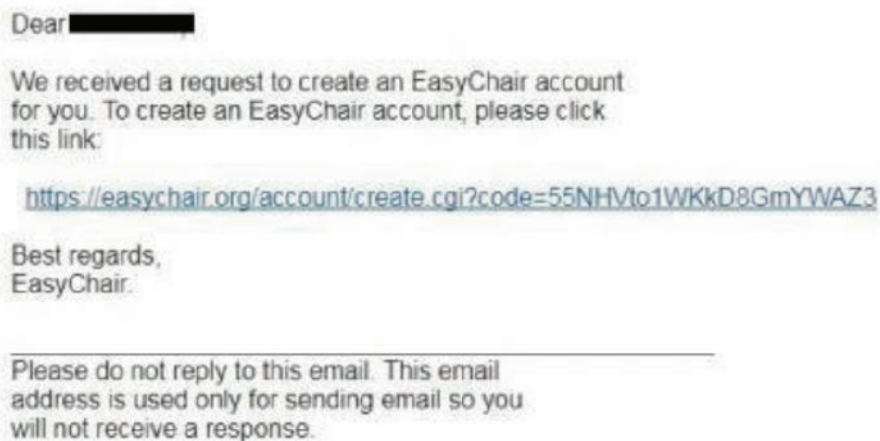 Dear
We received a request to create an EasyChair account
for you. To create an EasyChair account, please click
this link:
https://easychair.org/account/create.cgi?code=55NHVto1WKkD8GmYWAZ3
Best regards,
EasyChair.
Please do not reply to this email. This email
address is used only for sending email so you
will not receive a response.